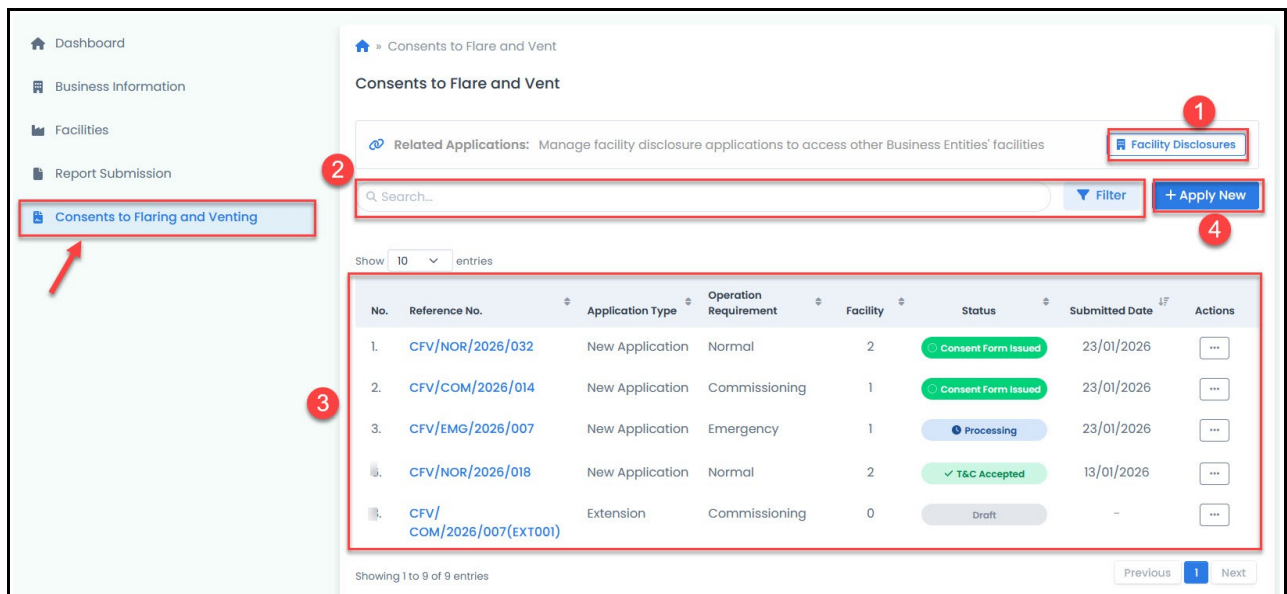 Dashboard
Business Information
Facilities
Report Submission
Consents to Flaring and Venting
» Consents to Flare and Vent
Consents to Flare and Vent
1
Related Applications: Manage facility disclosure applications to access other Business Entities' facilities
Facility Disclosures
2
Search...
Filter
+ Apply New
4
Show 10 entries
No. Reference No. Application Type Operation Requirement Facility Status Submitted Date Actions
1. CFV/NOR/2026/032 New Application Normal 2 Consent Form Issued 23/01/2026 ...
2. CFV/COM/2026/014 New Application Commissioning 1 Consent Form Issued 23/01/2026 ...
3
3. CFV/EMG/2026/007 New Application Emergency 1 Processing 23/01/2026 ...
CFV/NOR/2026/018 New Application Normal 2 T&C Accepted 13/01/2026 ...
CFV/ Extension Commissioning 0 Draft - ...
COM/2026/007(EXT001)
Showing 1 to 9 of 9 entries
Previous 1 Next